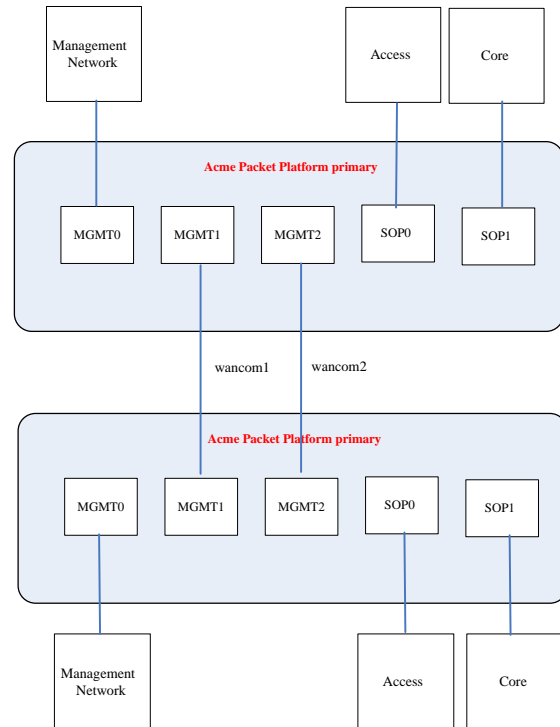 Management
Network
Access
Core
Acme Packet Platform primary
MGMT0
MGMT1
MGMT2
SOP0
SOP1
wancom1
wancom2
Acme Packet Platform primary
MGMT0
MGMT1
MGMT2
SOP0
SOP1
Management
Network
Access
Core